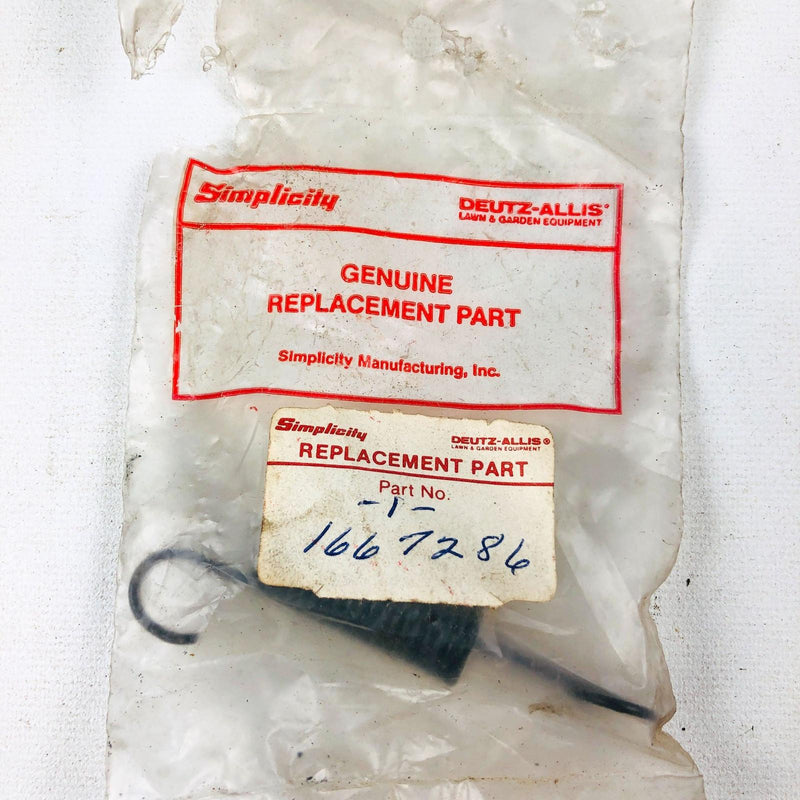 Simplicity DEUTZ-ALLIS®
LAWN & GARDEN EQUIPMENT
GENUINE
REPLACEMENT PART
Simplicity Manufacturing, Inc.
Simplicity DEUTZ-ALLIS®
LAWN & GARDEN EQUIPMENT
REPLACEMENT PART
Part No.
-1-
1667286